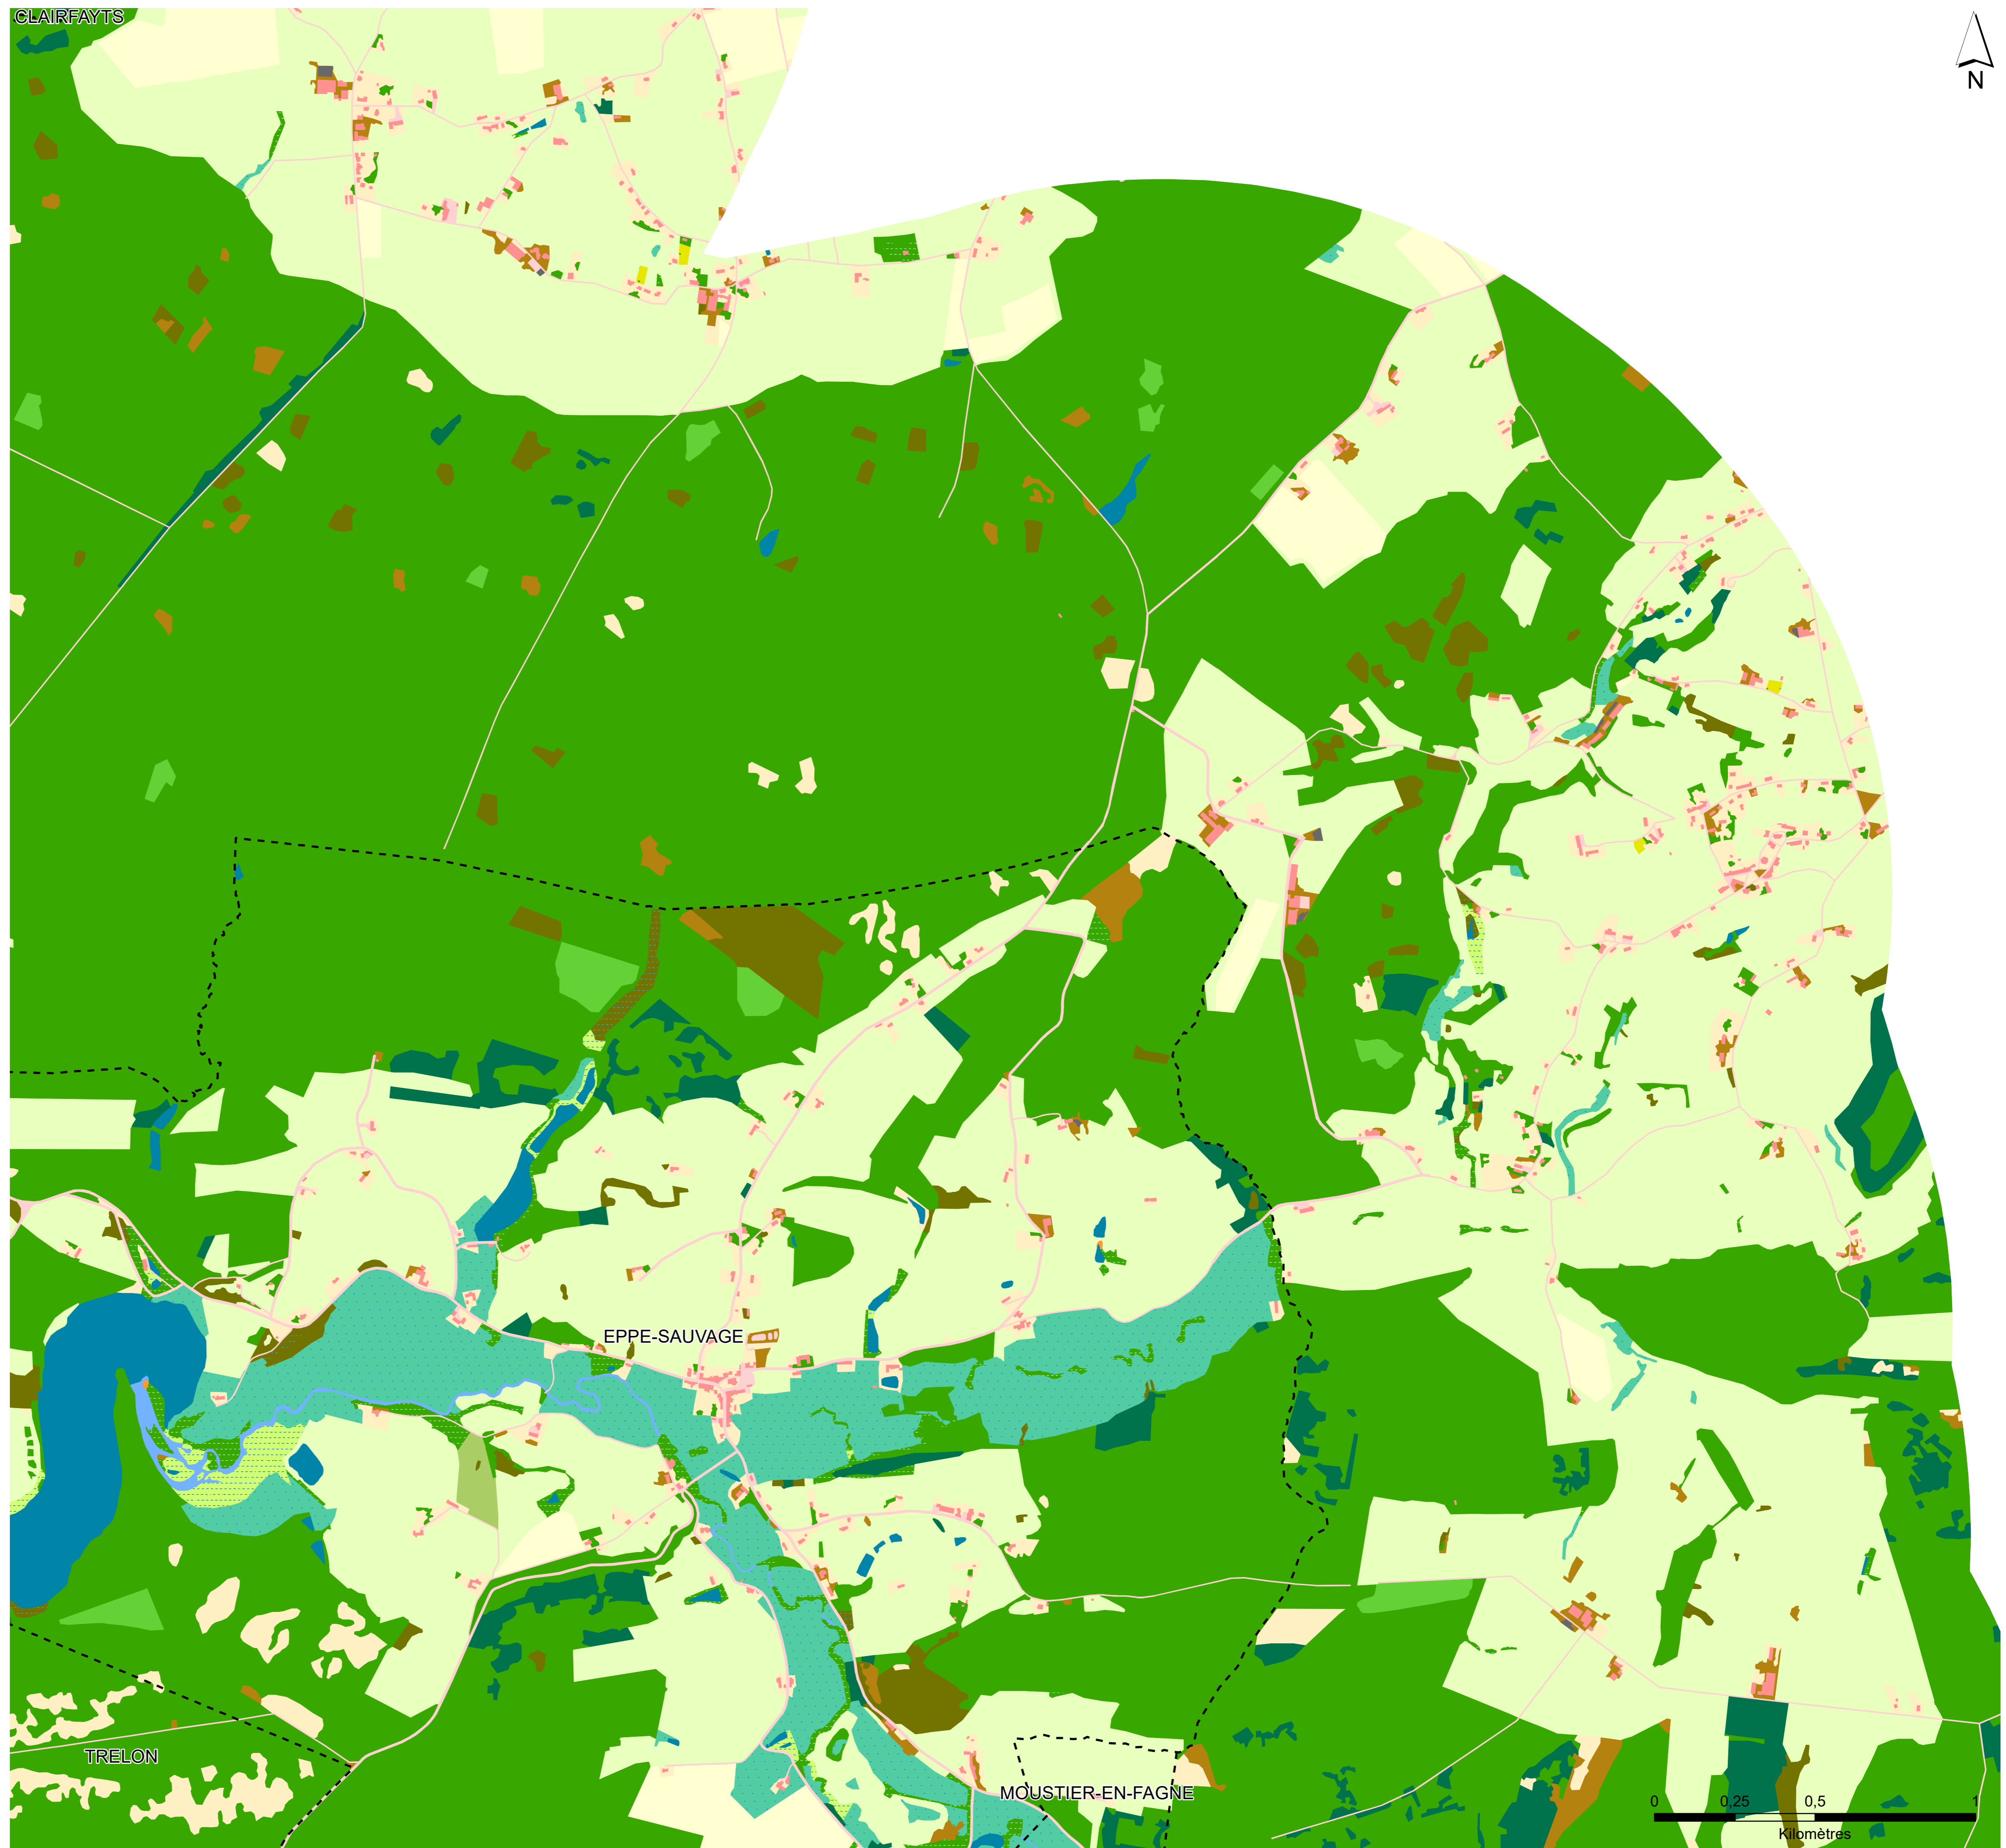 CLAIRFAYTS
N
EPPE-SAUVAGE
TRELON
MOUSTIER-EN-FAGNE
0 0,25 0,5 1
Kilomètres